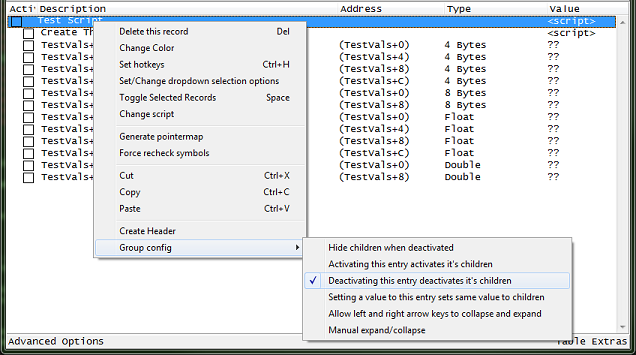 Acti Description Address Type Value
Test Script <script>
Create Th <script>
TestVals+ (TestVals+0) 4 Bytes ??
TestVals+ (TestVals+4) 4 Bytes ??
TestVals+ (TestVals+8) 4 Bytes ??
TestVals+ (TestVals+C) 4 Bytes ??
TestVals+ (TestVals+0) 8 Bytes ??
TestVals+ (TestVals+8) 8 Bytes ??
TestVals+ (TestVals+0) Float ??
TestVals+ (TestVals+4) Float ??
TestVals+ (TestVals+8) Float ??
TestVals+ (TestVals+C) Float ??
TestVals+ (TestVals+0) Double ??
TestVals+ (TestVals+8) Double ??
Delete this record Del
Change Color
Set hotkeys Ctrl+H
Set/Change dropdown selection options
Toggle Selected Records Space
Change script
Generate pointermap
Force recheck symbols
Cut Ctrl+X
Copy Ctrl+C
Paste Ctrl+V
Create Header
Group config
Hide children when deactivated
Activating this entry activates it's children
Deactivating this entry deactivates it's children
Setting a value to this entry sets same value to children
Allow left and right arrow keys to collapse and expand
Manual expand/collapse
Advanced Options Table Extras